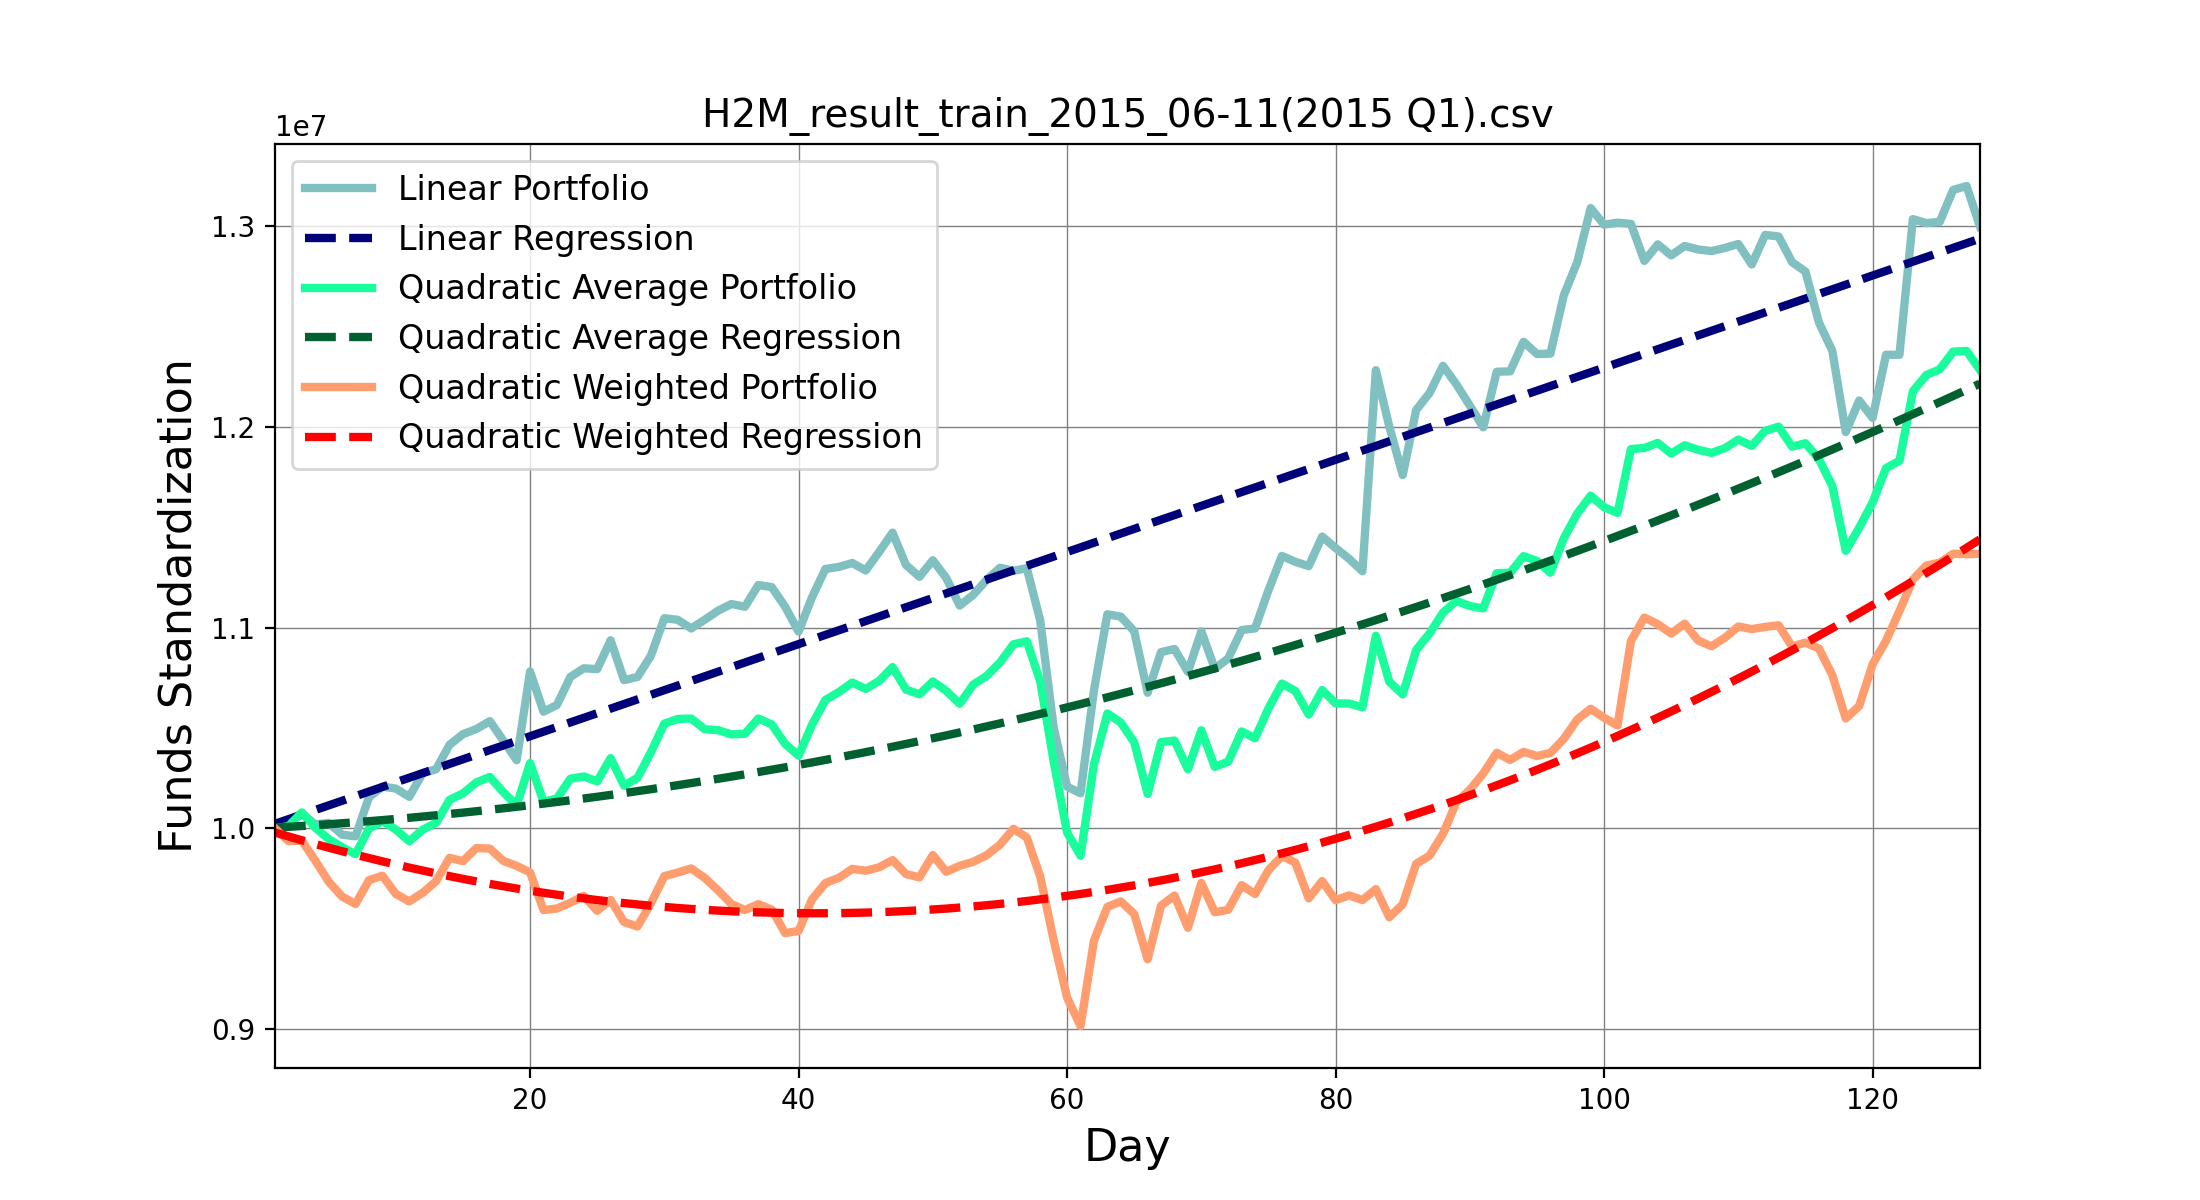 H2M_result_train_2015_06-11(2015 Q1).csv
1e7
Linear Portfolio
Linear Regression
Quadratic Average Portfolio
Quadratic Average Regression
Quadratic Weighted Portfolio
Quadratic Weighted Regression
Funds Standardization
1.3
1.2
1.1
1.0
0.9
20 40 60 80 100 120
Day